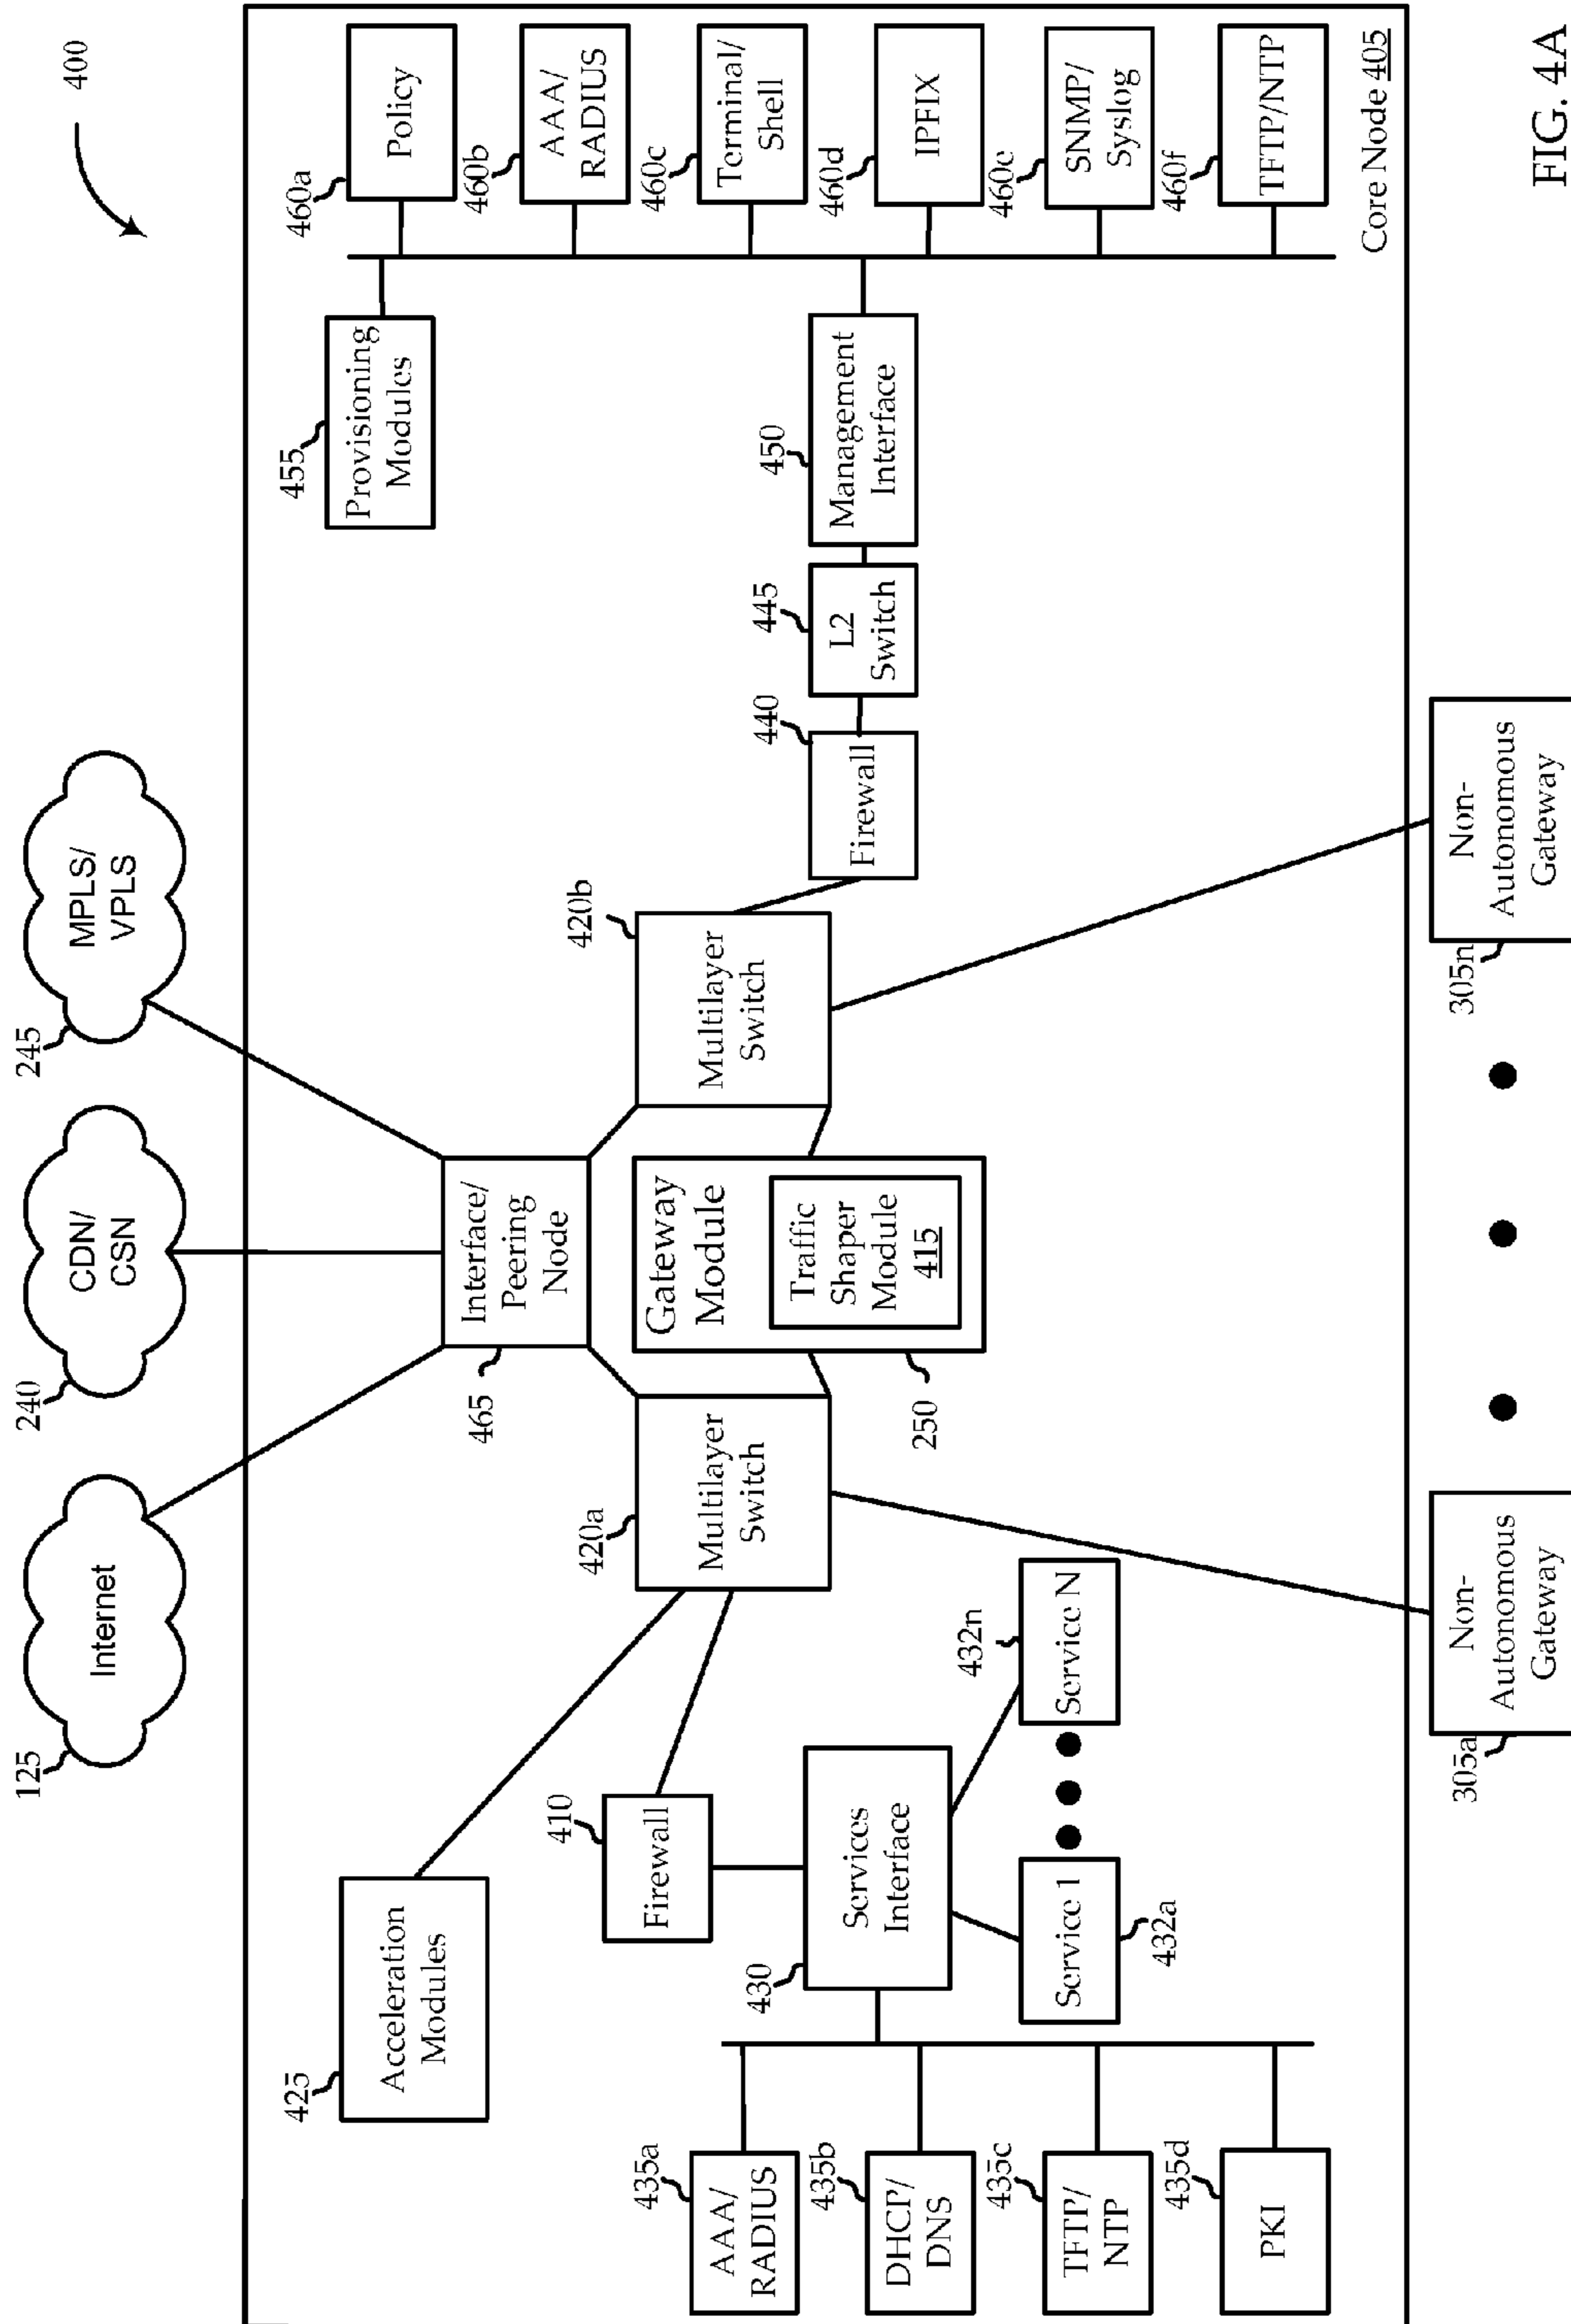 400
125
Internet
240
CDN/
CSN
245
MPLS/
VPLS
425
Acceleration
Modules
465
Interface/
Peering
Node
455
Provisioning
Modules
460a
Policy
460b
AAA/
RADIUS
460c
Terminal/
Shell
460d
IPFIX
460e
SNMP/
Syslog
460f
TFTP/NTP
410
Firewall
420a
Multilayer
Switch
250
Gateway
Module
Traffic
Shaper
Module
415
420b
Multilayer
Switch
440
Firewall
445
L2
Switch
450
Management
Interface
430
Services
Interface
432a
Service 1
432n
Service N
435a
AAA/
RADIUS
435b
DHCP/
DNS
435c
TFTP/
NTP
435d
PKI
Core Node 405
305a
Non-
Autonomous
Gateway
305n
Non-
Autonomous
Gateway
FIG. 4A